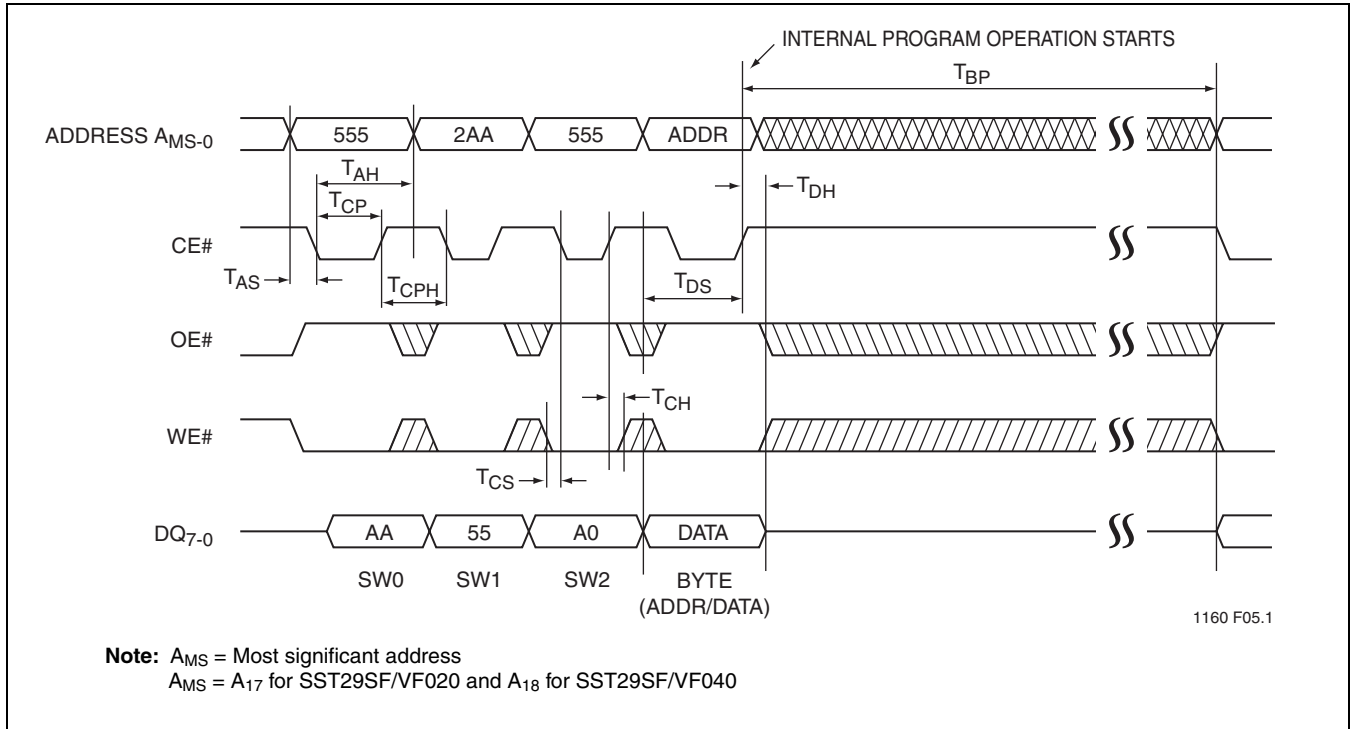 INTERNAL PROGRAM OPERATION STARTS
TBP
ADDRESS AMS-0
555
2AA
555
ADDR
TAH
TDH
TCP
CE#
TAS
TCPH
TDS
OE#
TCH
WE#
TCS
DQ7-0
AA
55
A0
DATA
SW0
SW1
SW2
BYTE
(ADDR/DATA)
1160 F05.1
Note: AMS = Most significant address
AMS = A17 for SST29SF/VF020 and A18 for SST29SF/VF040